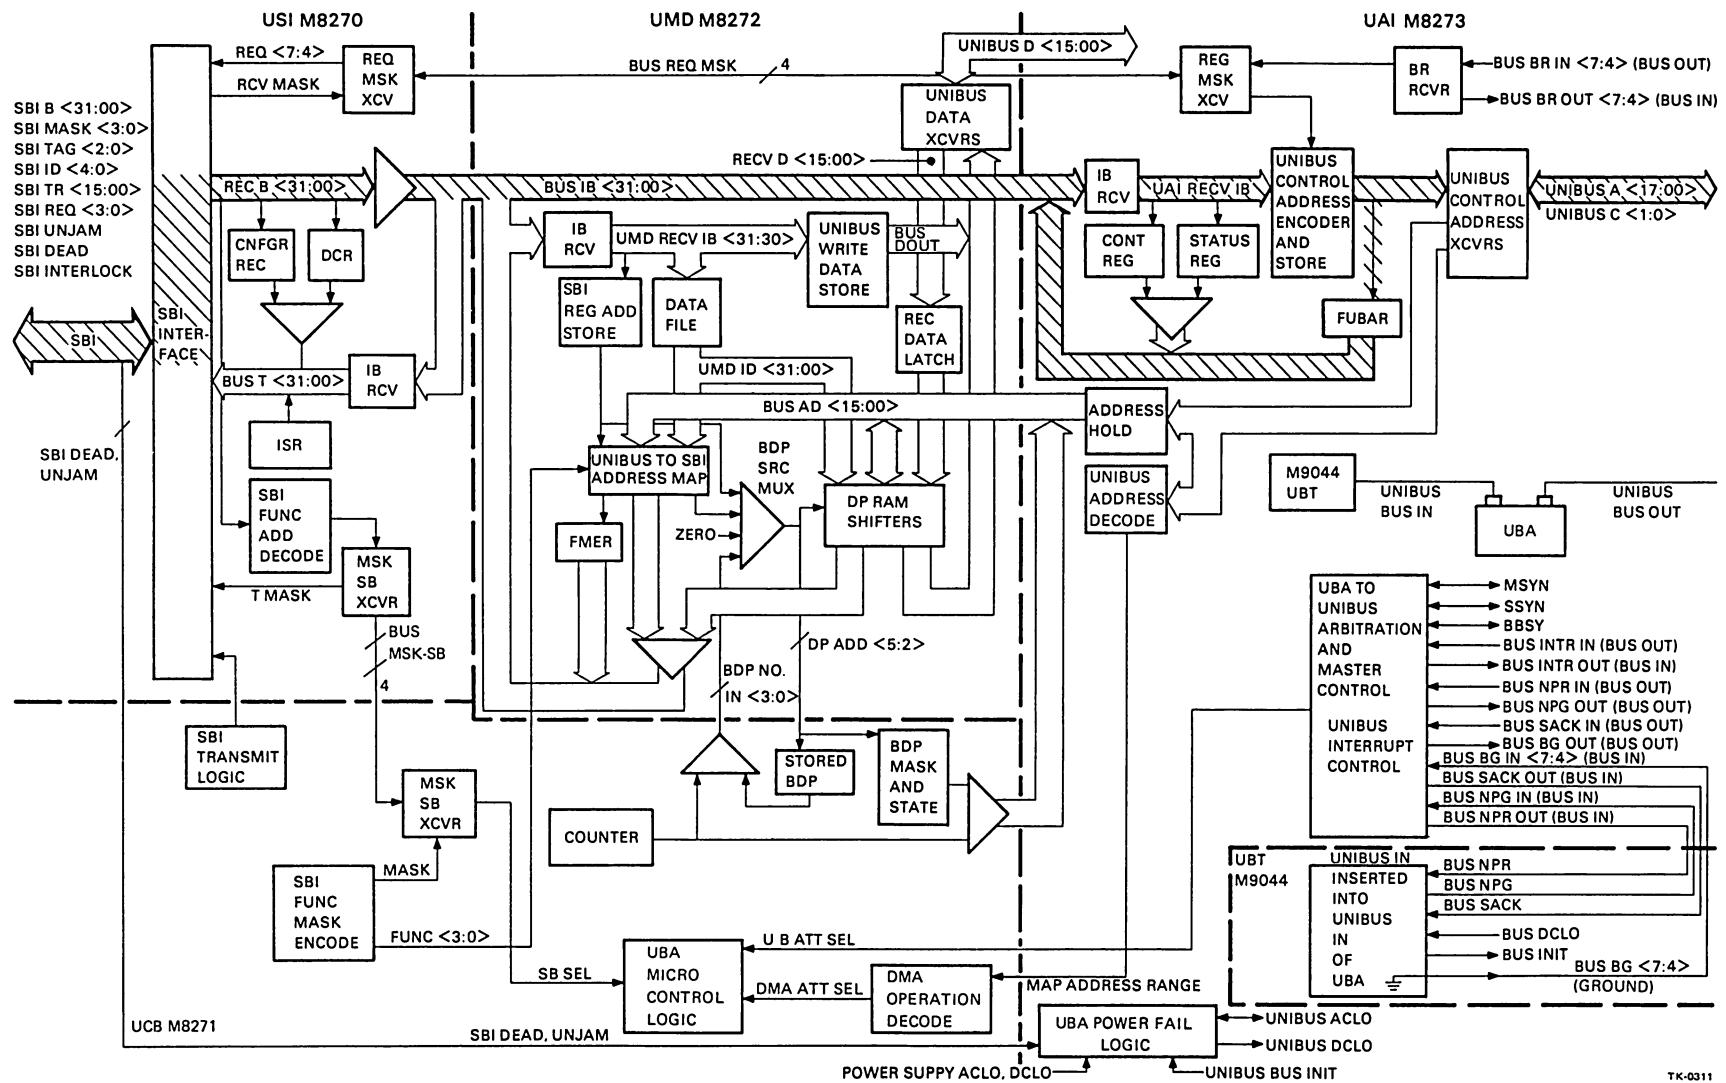 USI M8270
UMD M8272
UAI M8273
REQ <7:4>
RCV MASK
REQ
MSK
XCV
BUS REQ MSK
4
UNIBUS D <15:00>
REG
MSK
XCV
BR
RCVR
BUS BR IN <7:4> (BUS OUT)
BUS BR OUT <7:4> (BUS IN)
SBI B <31:00>
SBI MASK <3:0>
SBI TAG <2:0>
SBI ID <4:0>
SBI TR <15:00>
SBI REQ <3:0>
SBI UNJAM
SBI DEAD
SBI INTERLOCK
UNIBUS
DATA
XCVRS
RECV D <15:00>
REC B <31:00>
BUS IB <31:00>
IB
RCV
UAI RECV IB
UNIBUS
CONTROL
ADDRESS
ENCODER
AND
STORE
UNIBUS
CONTROL
ADDRESS
XCVRS
UNIBUS A <17:00>
UNIBUS C <1:0>
CNFGR
REC
DCR
IB
RCV
UMD RECV IB <31:30>
UNIBUS
WRITE
DATA
STORE
BUS
DOUT
CONT
REG
STATUS
REG
SBI
REG ADD
STORE
DATA
FILE
REC
DATA
LATCH
FUBAR
SBI
SBI
INTER-
FACE
BUS T <31:00>
IB
RCV
UMD ID <31:00>
BUS AD <15:00>
ADDRESS
HOLD
ISR
SBI DEAD,
UNJAM
UNIBUS TO SBI
ADDRESS MAP
BDP
SRC
MUX
ZERO
DP RAM
SHIFTERS
UNIBUS
ADDRESS
DECODE
M9044
UBT
UNIBUS
BUS IN
UBA
UNIBUS
BUS OUT
SBI
FUNC
ADD
DECODE
FMER
MSK
SB
XCVR
T MASK
BUS
MSK-SB
4
DP ADD <5:2>
BDP NO.
IN <3:0>
UBA TO
UNIBUS
ARBITRATION
AND
MASTER
CONTROL
UNIBUS
INTERRUPT
CONTROL
MSYN
SSYN
BBSY
BUS INTR IN (BUS OUT)
BUS INTR OUT (BUS IN)
BUS NPR IN (BUS OUT)
BUS NPG OUT (BUS OUT)
BUS SACK IN (BUS OUT)
BUS BG OUT (BUS OUT)
BUS BG IN <7:4> (BUS IN)
BUS SACK OUT (BUS IN)
BUS NPG IN (BUS IN)
BUS NPR OUT (BUS IN)
SBI
TRANSMIT
LOGIC
STORED
BDP
BDP
MASK
AND
STATE
MSK
SB
XCVR
COUNTER
MASK
SBI
FUNC
MASK
ENCODE
FUNC <3:0>
UBT
M9044
UNIBUS IN
INSERTED
INTO
UNIBUS
IN
OF
UBA
BUS NPR
BUS NPG
BUS SACK
BUS DCLO
BUS INIT
BUS BG <7:4>
(GROUND)
SB SEL
UBA
MICRO
CONTROL
LOGIC
U B ATT SEL
DMA ATT SEL
DMA
OPERATION
DECODE
MAP ADDRESS RANGE
UCB M8271
SBI DEAD, UNJAM
UBA POWER FAIL
LOGIC
UNIBUS ACLO
UNIBUS DCLO
POWER SUPPY ACLO, DCLO
UNIBUS BUS INIT
TK-0311